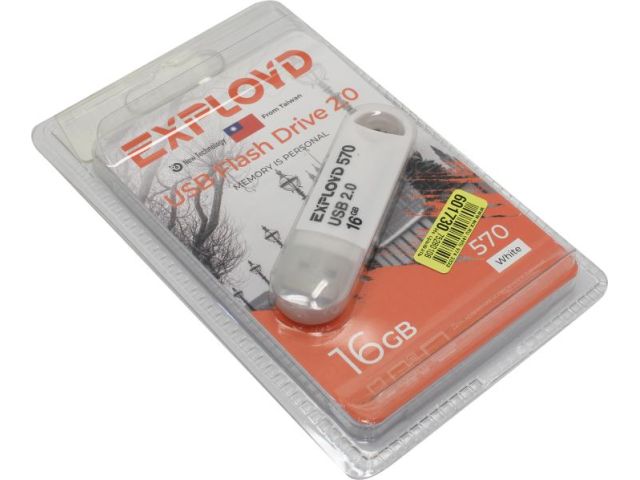 EXPLOYD
New Technology
From Taiwan
USB Flash Drive 2.0
MEMORY IS PERSONAL
EXPLOYD 570
USB 2.0
16GB
601730
570
White
16GB